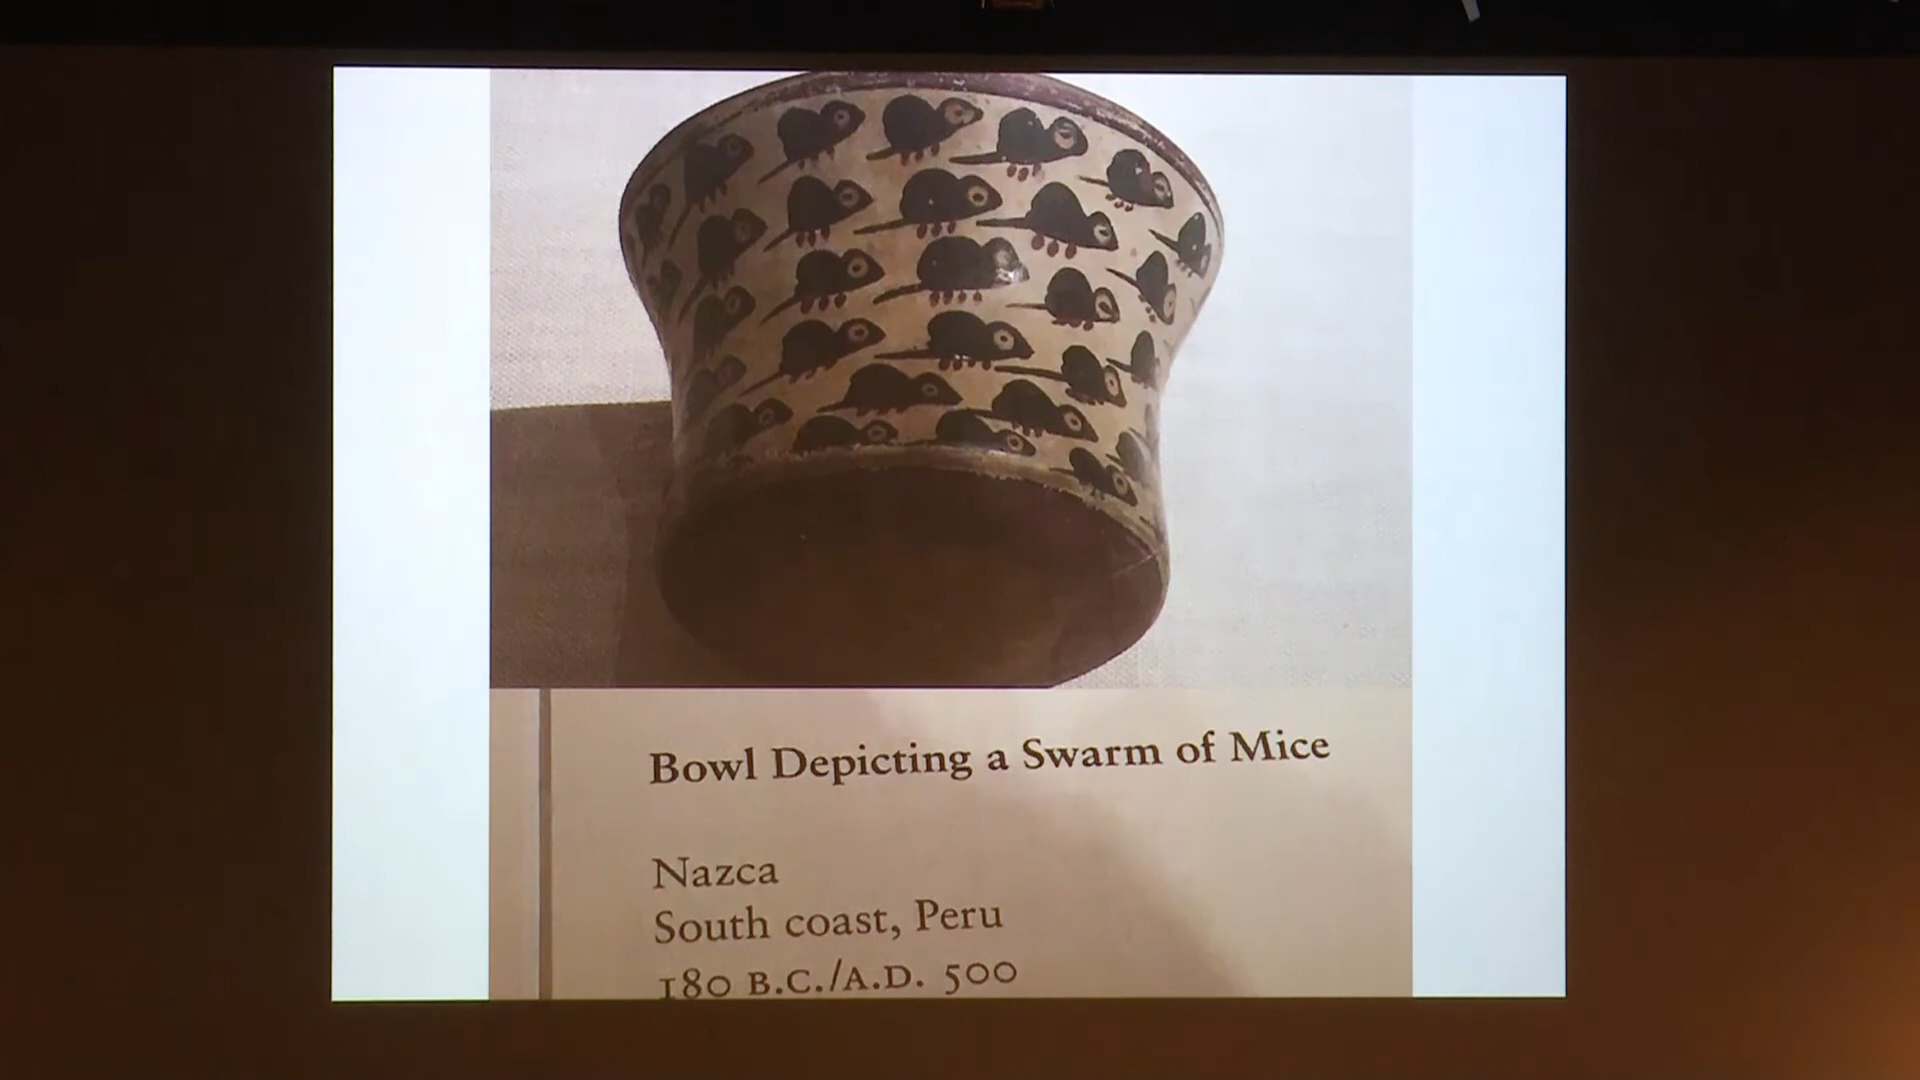 Bowl Depicting a Swarm of Mice
Nazca
South coast, Peru
180 B.C./A.D. 500